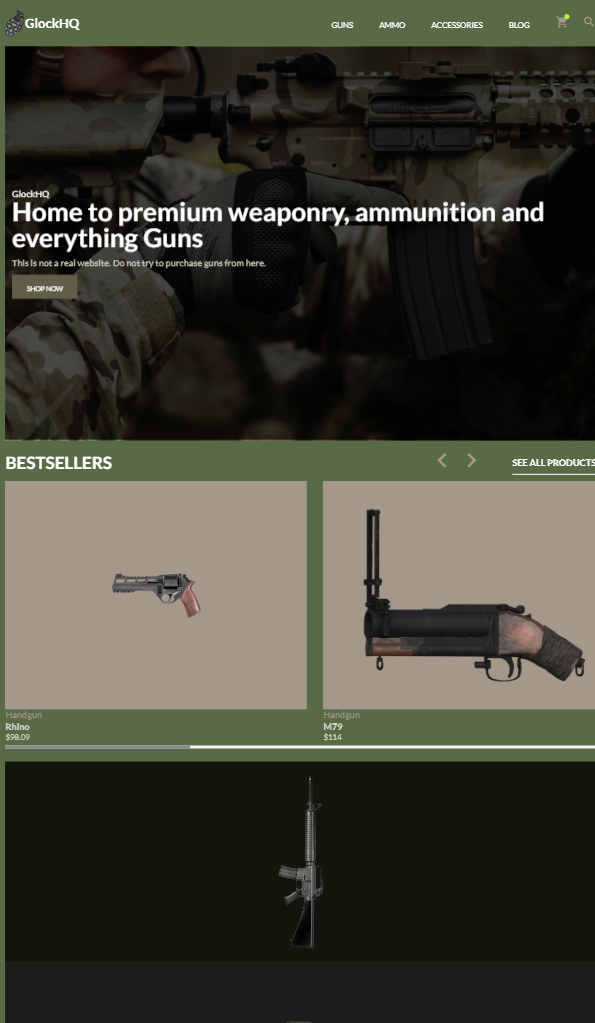 GlockHQ
GUNS
AMMO
ACCESSORIES
BLOG
GlockHQ
Home to premium weaponry, ammunition and
everything Guns
This is not a real website. Do not try to purchase guns from here.
SHOP NOW
BESTSELLERS
SEE ALL PRODUCTS
Handgun
Rhino
$98.09
Handgun
M79
$114